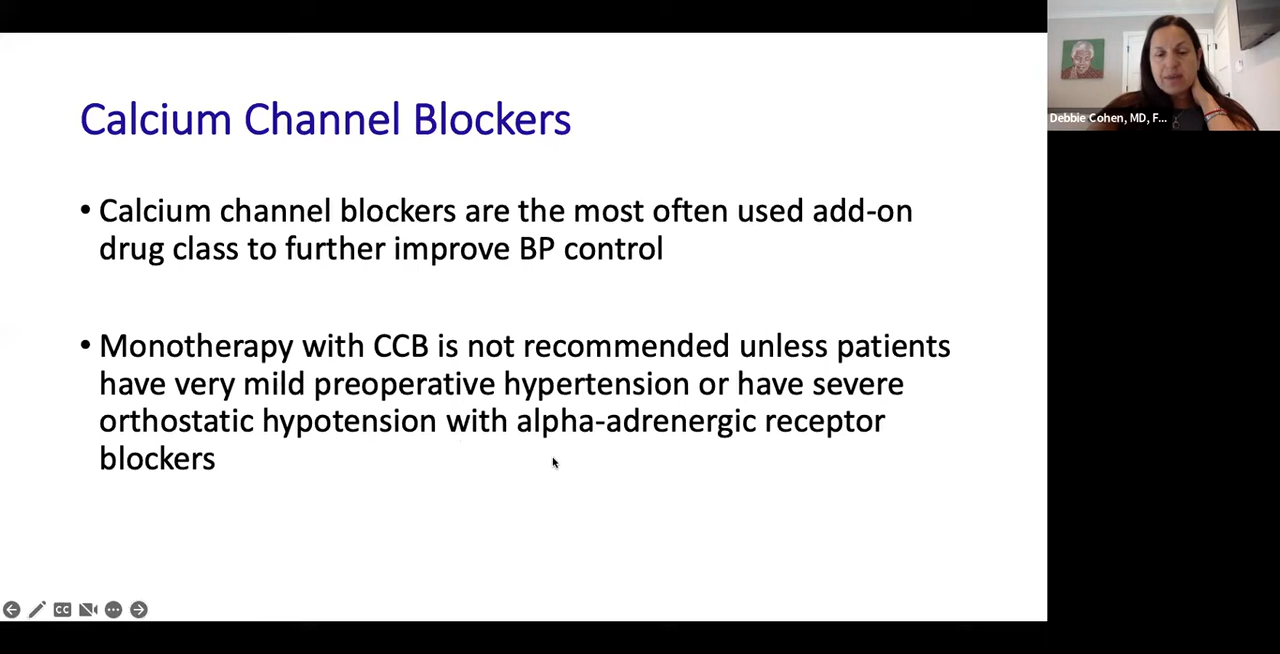 Calcium Channel Blockers
• Calcium channel blockers are the most often used add-on
drug class to further improve BP control
• Monotherapy with CCB is not recommended unless patients
have very mild preoperative hypertension or have severe
orthostatic hypotension with alpha-adrenergic receptor
blockers
Debbie Cohen, MD, F...
CC